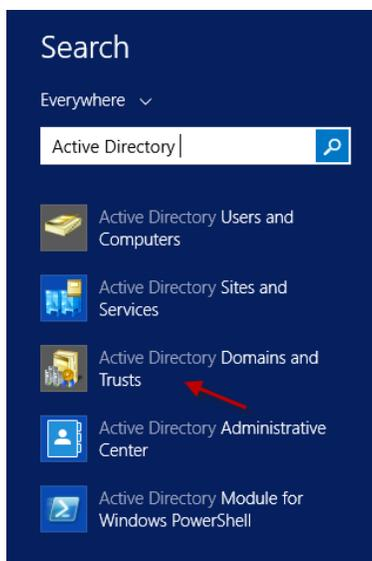 Search
Everywhere
Active Directory
Active Directory Users and
Computers
Active Directory Sites and
Services
Active Directory Domains and
Trusts
Active Directory Administrative
Center
Active Directory Module for
Windows PowerShell